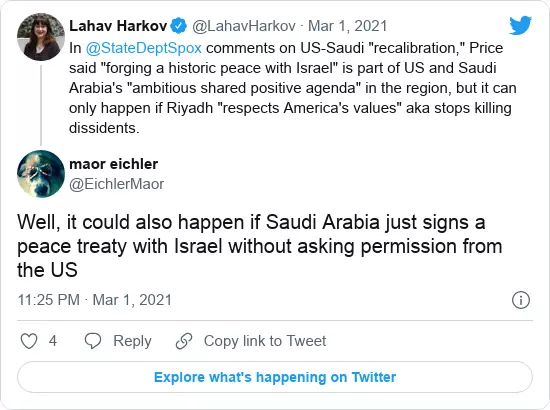 Lahav Harkov @LahavHarkov · Mar 1, 2021
In @StateDeptSpox comments on US-Saudi "recalibration," Price
said "forging a historic peace with Israel" is part of US and Saudi
Arabia's "ambitious shared positive agenda" in the region, but it can
only happen if Riyadh "respects America's values" aka stops killing
dissidents.
maor eichler
@EichlerMaor
Well, it could also happen if Saudi Arabia just signs a
peace treaty with Israel without asking permission from
the US
11:25 PM · Mar 1, 2021
4 Reply Copy link to Tweet
Explore what's happening on Twitter